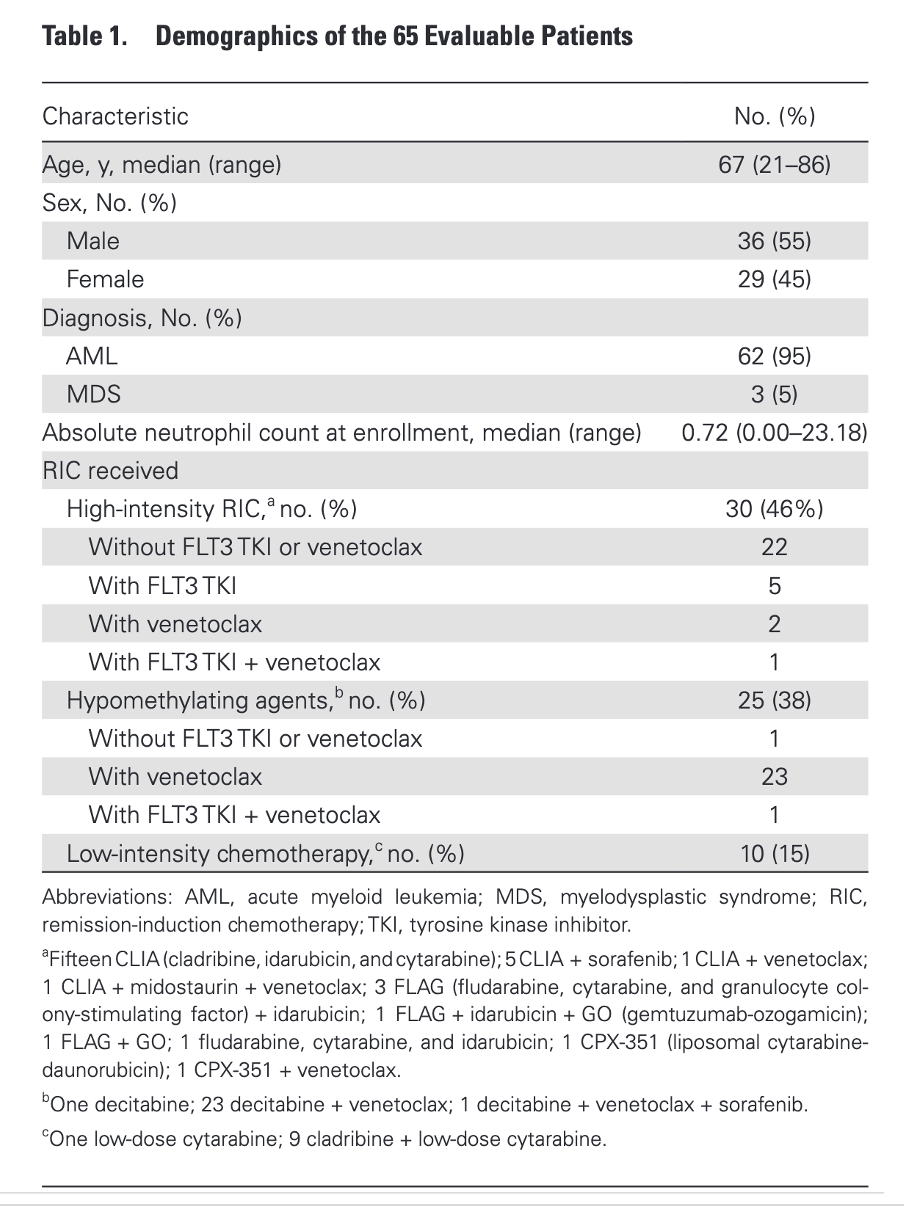 Table 1. Demographics of the 65 Evaluable Patients
Characteristic No. (%)
Age, y, median (range) 67 (21–86)
Sex, No. (%)
Male 36 (55)
Female 29 (45)
Diagnosis, No. (%)
AML 62 (95)
MDS 3 (5)
Absolute neutrophil count at enrollment, median (range) 0.72 (0.00–23.18)
RIC received
High-intensity RIC,a no. (%) 30 (46%)
Without FLT3 TKI or venetoclax 22
With FLT3 TKI 5
With venetoclax 2
With FLT3 TKI + venetoclax 1
Hypomethylating agents,b no. (%) 25 (38)
Without FLT3 TKI or venetoclax 1
With venetoclax 23
With FLT3 TKI + venetoclax 1
Low-intensity chemotherapy,c no. (%) 10 (15)
Abbreviations: AML, acute myeloid leukemia; MDS, myelodysplastic syndrome; RIC,
remission-induction chemotherapy; TKI, tyrosine kinase inhibitor.
aFifteen CLIA (cladribine, idarubicin, and cytarabine); 5 CLIA + sorafenib; 1 CLIA + venetoclax;
1 CLIA + midostaurin + venetoclax; 3 FLAG (fludarabine, cytarabine, and granulocyte col-
ony-stimulating factor) + idarubicin; 1 FLAG + idarubicin + GO (gemtuzumab-ozogamicin);
1 FLAG + GO; 1 fludarabine, cytarabine, and idarubicin; 1 CPX-351 (liposomal cytarabine-
daunorubicin); 1 CPX-351 + venetoclax.
bOne decitabine; 23 decitabine + venetoclax; 1 decitabine + venetoclax + sorafenib.
cOne low-dose cytarabine; 9 cladribine + low-dose cytarabine.